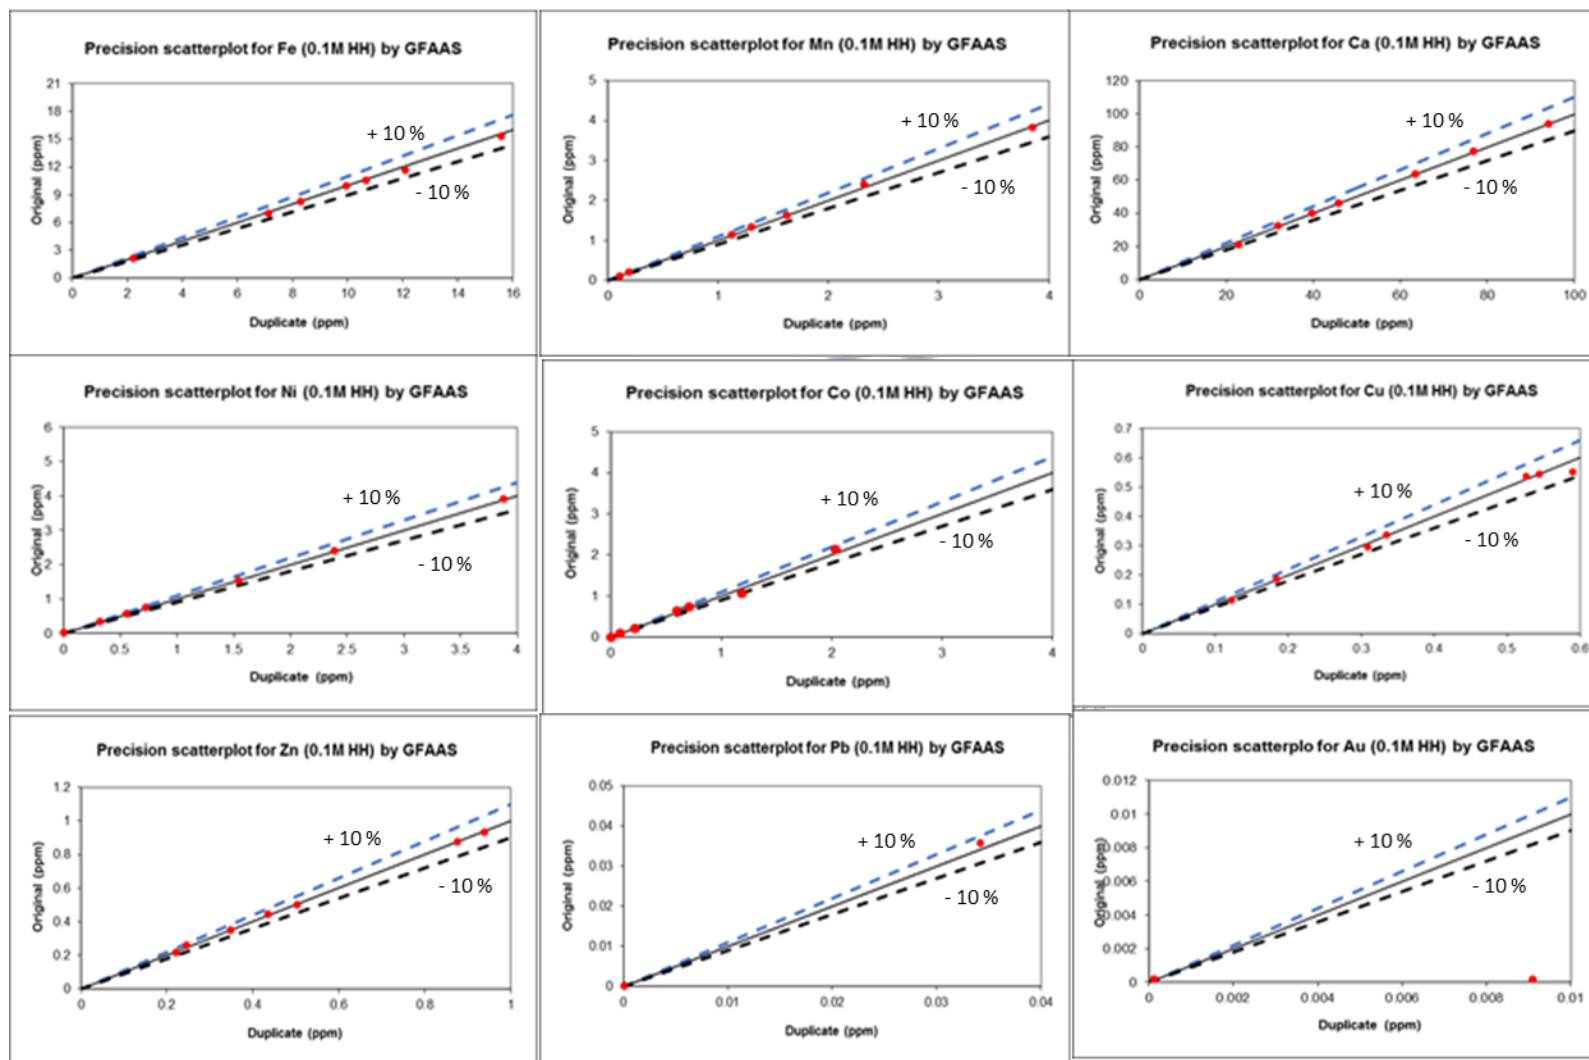 Precision scatterplot for Fe (0.1M HH) by GFAAS
21
18
15
12
9
6
3
0
0 2 4 6 8 10 12 14 16
Original (ppm)
Duplicate (ppm)
+ 10 %
- 10 %
Precision scatterplot for Mn (0.1M HH) by GFAAS
5
4
3
2
1
0
0 1 2 3 4
Original (ppm)
Duplicate (ppm)
+ 10 %
- 10 %
Precision scatterplot for Ca (0.1M HH) by GFAAS
120
100
80
60
40
20
0
0 20 40 60 80 100
Original (ppm)
Duplicate (ppm)
+ 10 %
- 10 %
Precision scatterplot for Ni (0.1M HH) by GFAAS
6
5
4
3
2
1
0
0 0.5 1 1.5 2 2.5 3 3.5 4
Original (ppm)
Duplicate (ppm)
+ 10 %
- 10 %
Precision scatterplot for Co (0.1M HH) by GFAAS
5
4
3
2
1
0
0 1 2 3 4
Original (ppm)
Duplicate (ppm)
+ 10 %
- 10 %
Precision scatterplot for Cu (0.1M HH) by GFAAS
0.7
0.6
0.5
0.4
0.3
0.2
0.1
0
0 0.1 0.2 0.3 0.4 0.5 0.6
Original (ppm)
Duplicate (ppm)
+ 10 %
- 10 %
Precision scatterplot for Zn (0.1M HH) by GFAAS
1.2
1
0.8
0.6
0.4
0.2
0
0 0.2 0.4 0.6 0.8 1
Original (ppm)
Duplicate (ppm)
+ 10 %
- 10 %
Precision scatterplot for Pb (0.1M HH) by GFAAS
0.05
0.04
0.03
0.02
0.01
0
0 0.01 0.02 0.03 0.04
Original (ppm)
Duplicate (ppm)
+ 10 %
- 10 %
Precision scatterplo for Au (0.1M HH) by GFAAS
0.012
0.01
0.008
0.006
0.004
0.002
0
0 0.002 0.004 0.006 0.008 0.01
Original (ppm)
Duplicate (ppm)
+ 10 %
- 10 %